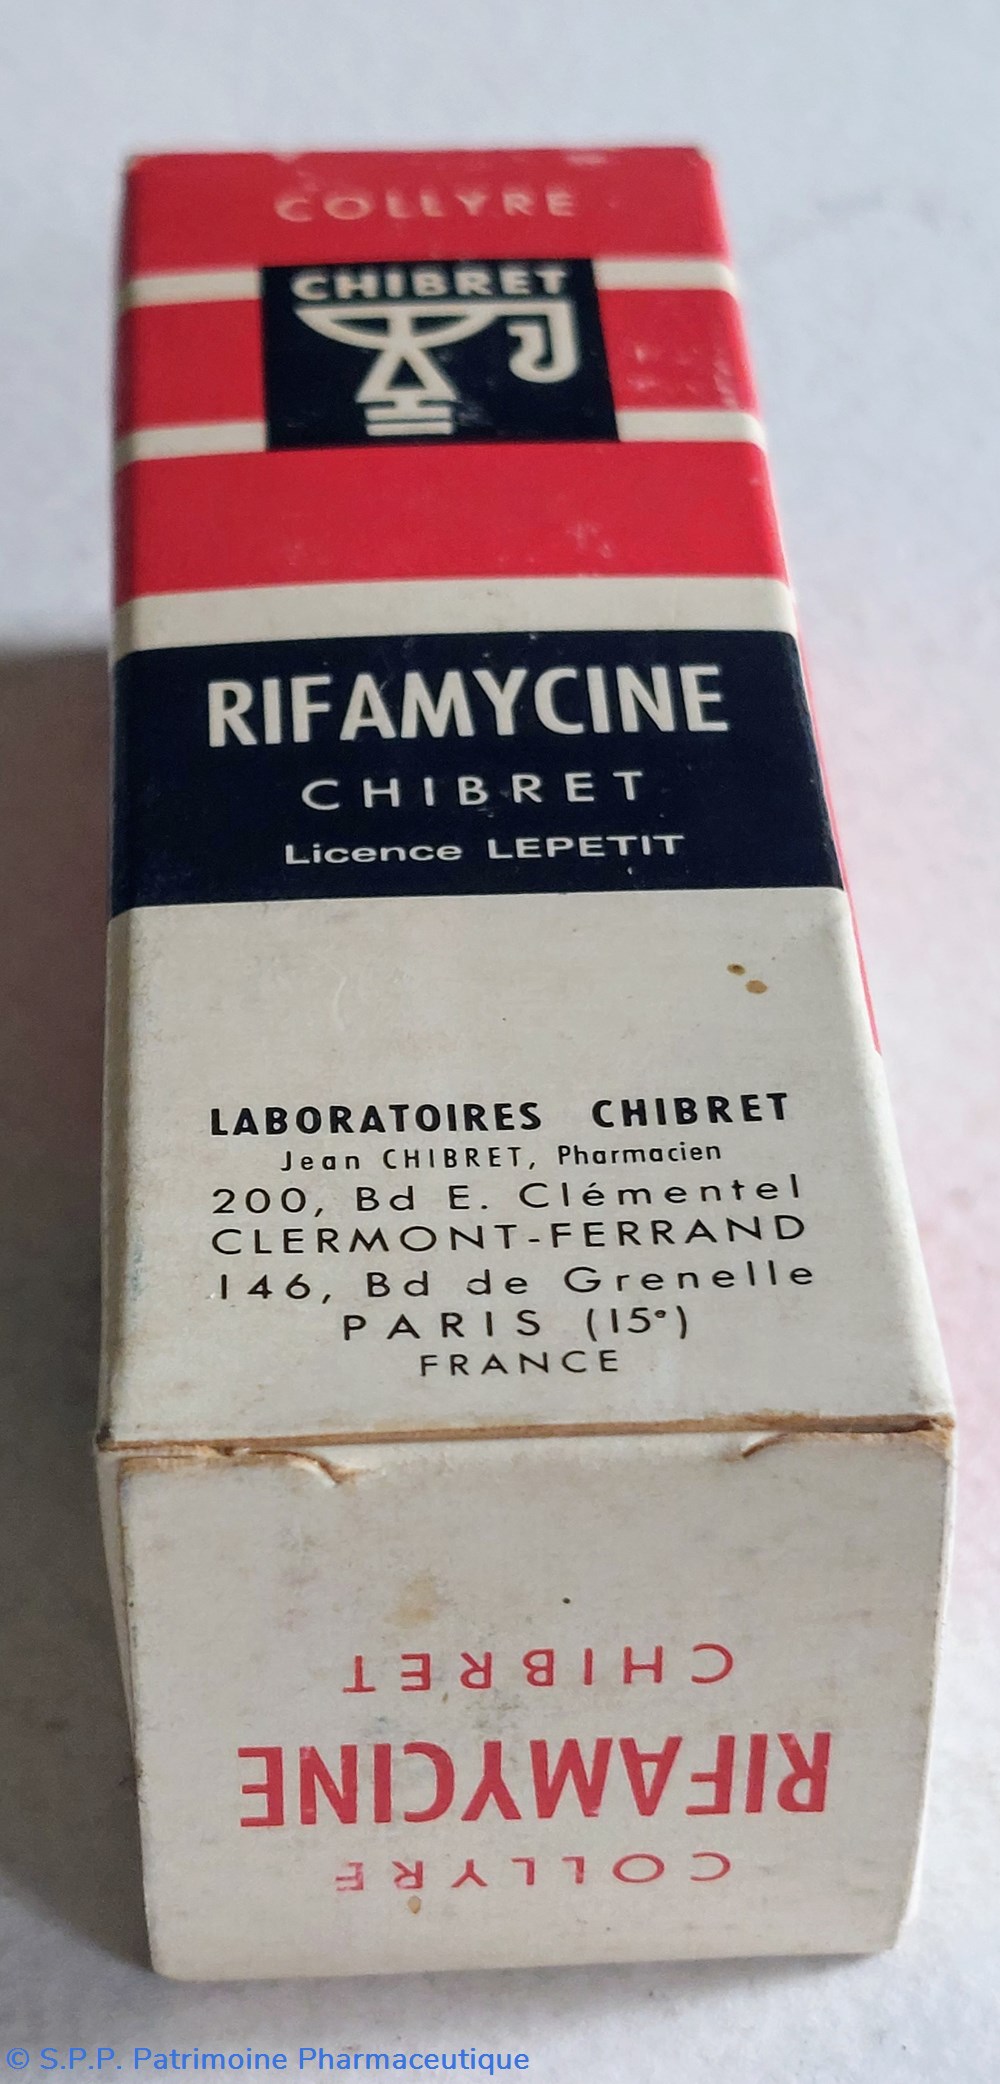 COLLYRE
CHIBRET
RIFAMYCINE
CHIBRET
Licence LEPETIT
LABORATOIRES CHIBRET
Jean CHIBRET, Pharmacien
200, Bd E. Clémentel
CLERMONT-FERRAND
146, Bd de Grenelle
PARIS (15e)
FRANCE
COLLYRE
RIFAMYCINE
CHIBRET
© S.P.P. Patrimoine Pharmaceutique